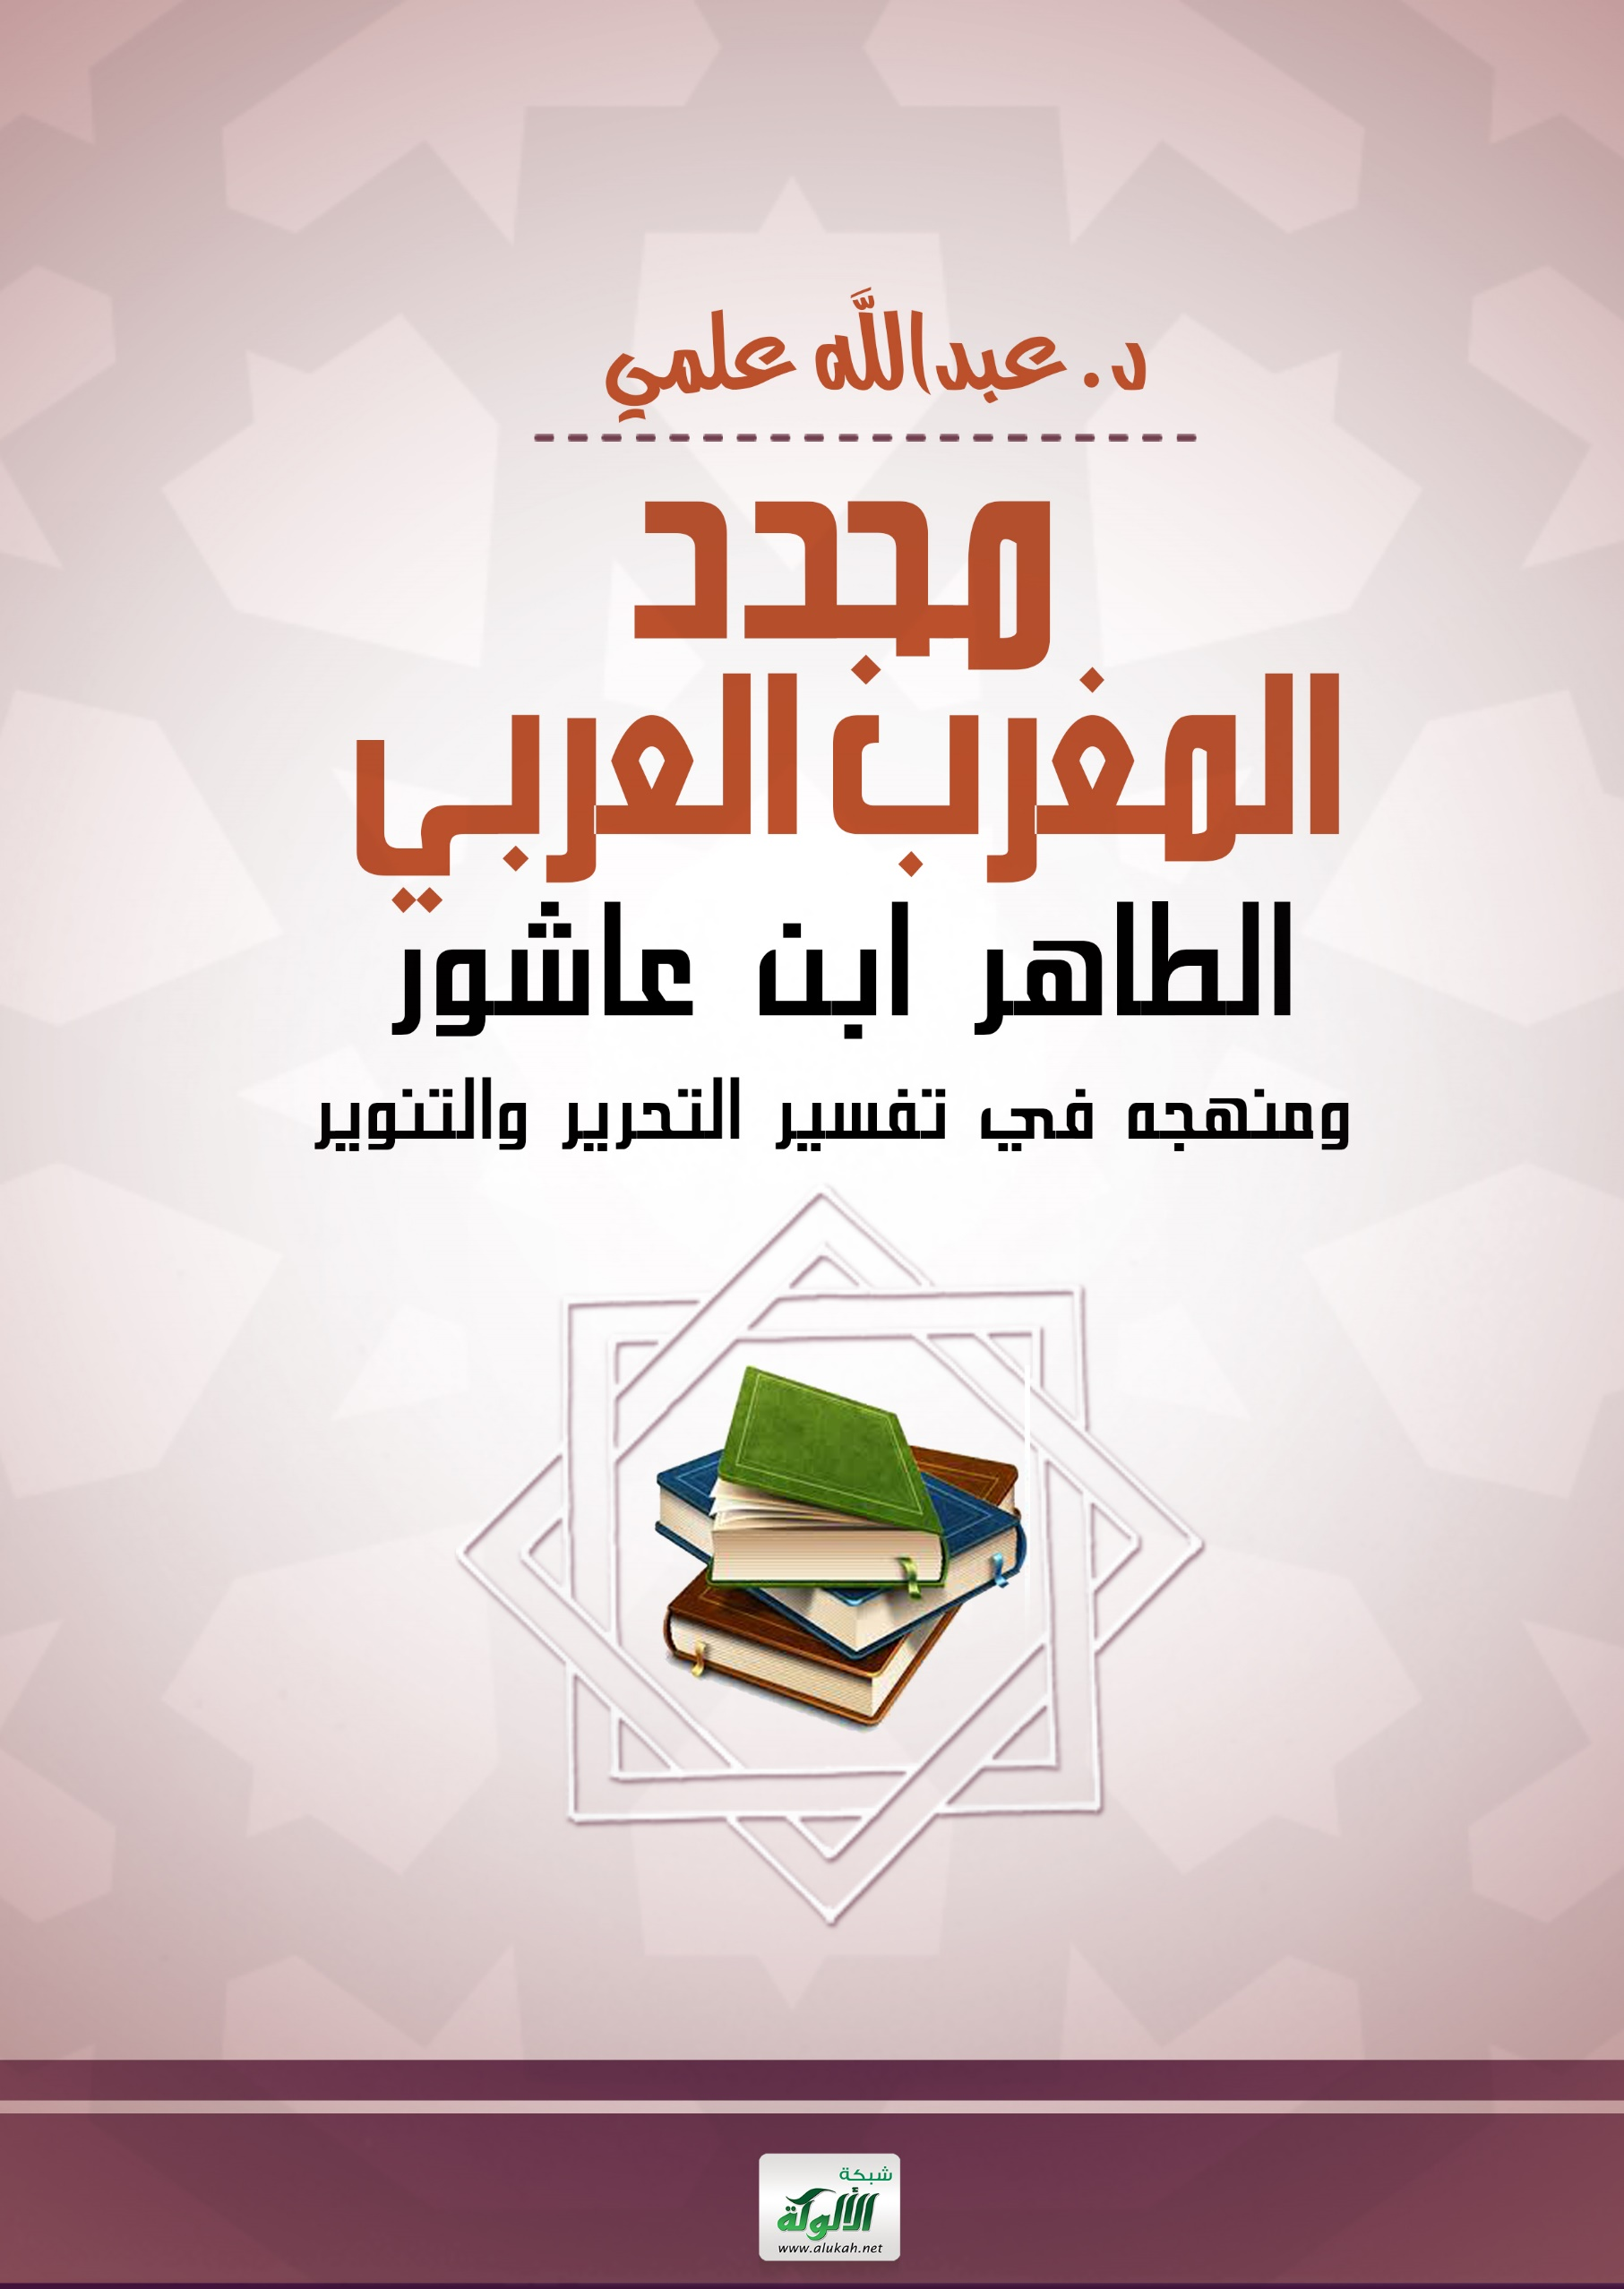 د. عبدالله علمي
مجدد
المغرب العربي
الطاهر ابن عاشور
ومنهجه في تفسير التحرير والتنوير
شبكة
الألوكة
www.alukah.net